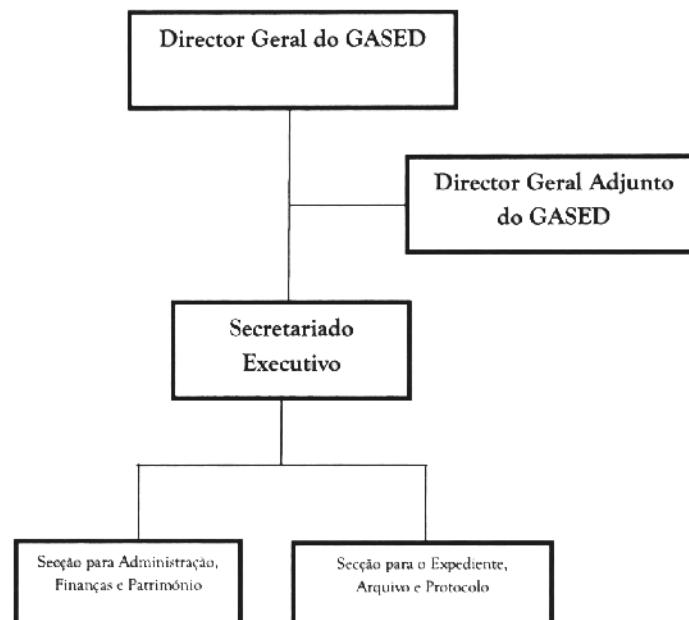 Director Geral do GASED
Director Geral Adjunto
do GASED
Secretariado
Executivo
Secção para Administração,
Finanças e Património
Secção para o Expediente,
Arquivo e Protocolo